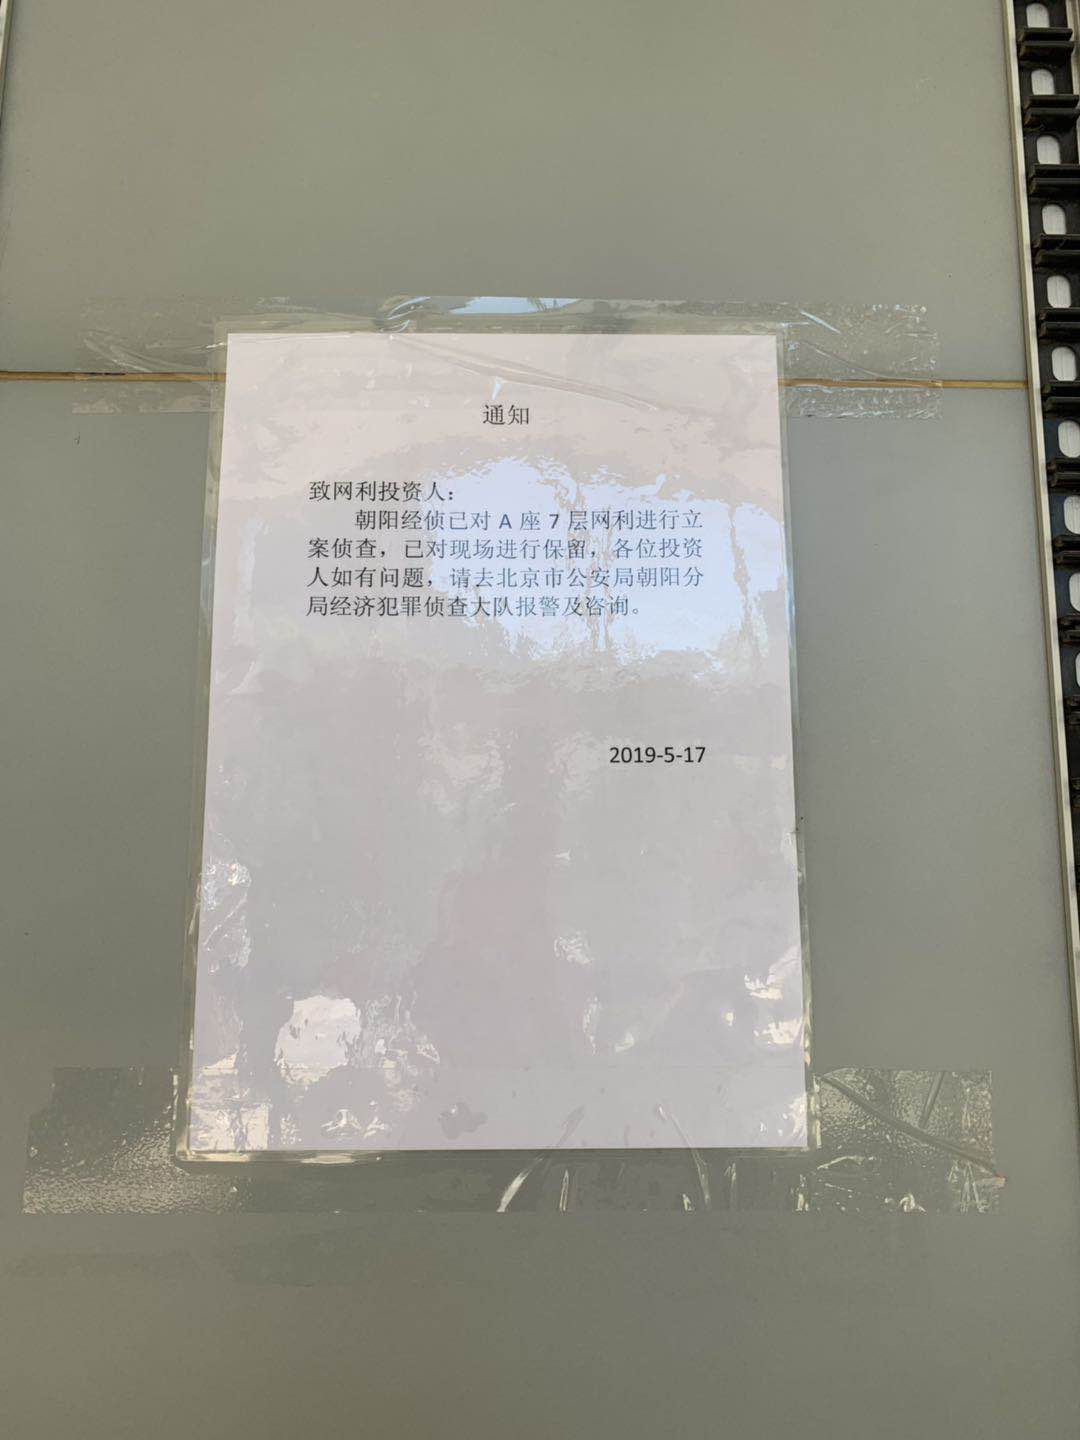 通知
致网利投资人：
朝阳经侦已对 A 座 7 层网利进行立
案侦查，已对现场进行保留，各位投资
人如有问题，请去北京市公安局朝阳分
局经济犯罪侦查大队报警及咨询。
2019-5-17